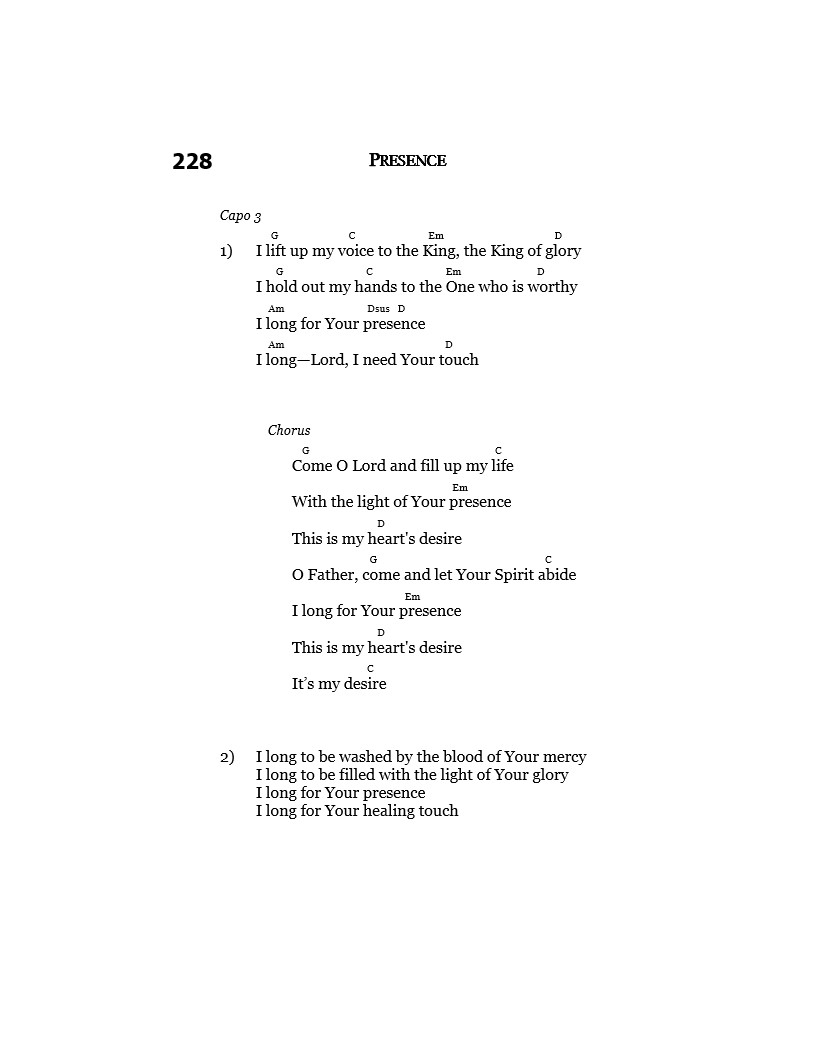 228 PRESENCE
Capo 3
G C Em D
1) I lift up my voice to the King, the King of glory
G C Em D
I hold out my hands to the One who is worthy
Am Dsus D
I long for Your presence
Am D
I long—Lord, I need Your touch
Chorus
G C
Come O Lord and fill up my life
Em
With the light of Your presence
D
This is my heart's desire
G C
O Father, come and let Your Spirit abide
Em
I long for Your presence
D
This is my heart's desire
C
It’s my desire
2) I long to be washed by the blood of Your mercy
I long to be filled with the light of Your glory
I long for Your presence
I long for Your healing touch